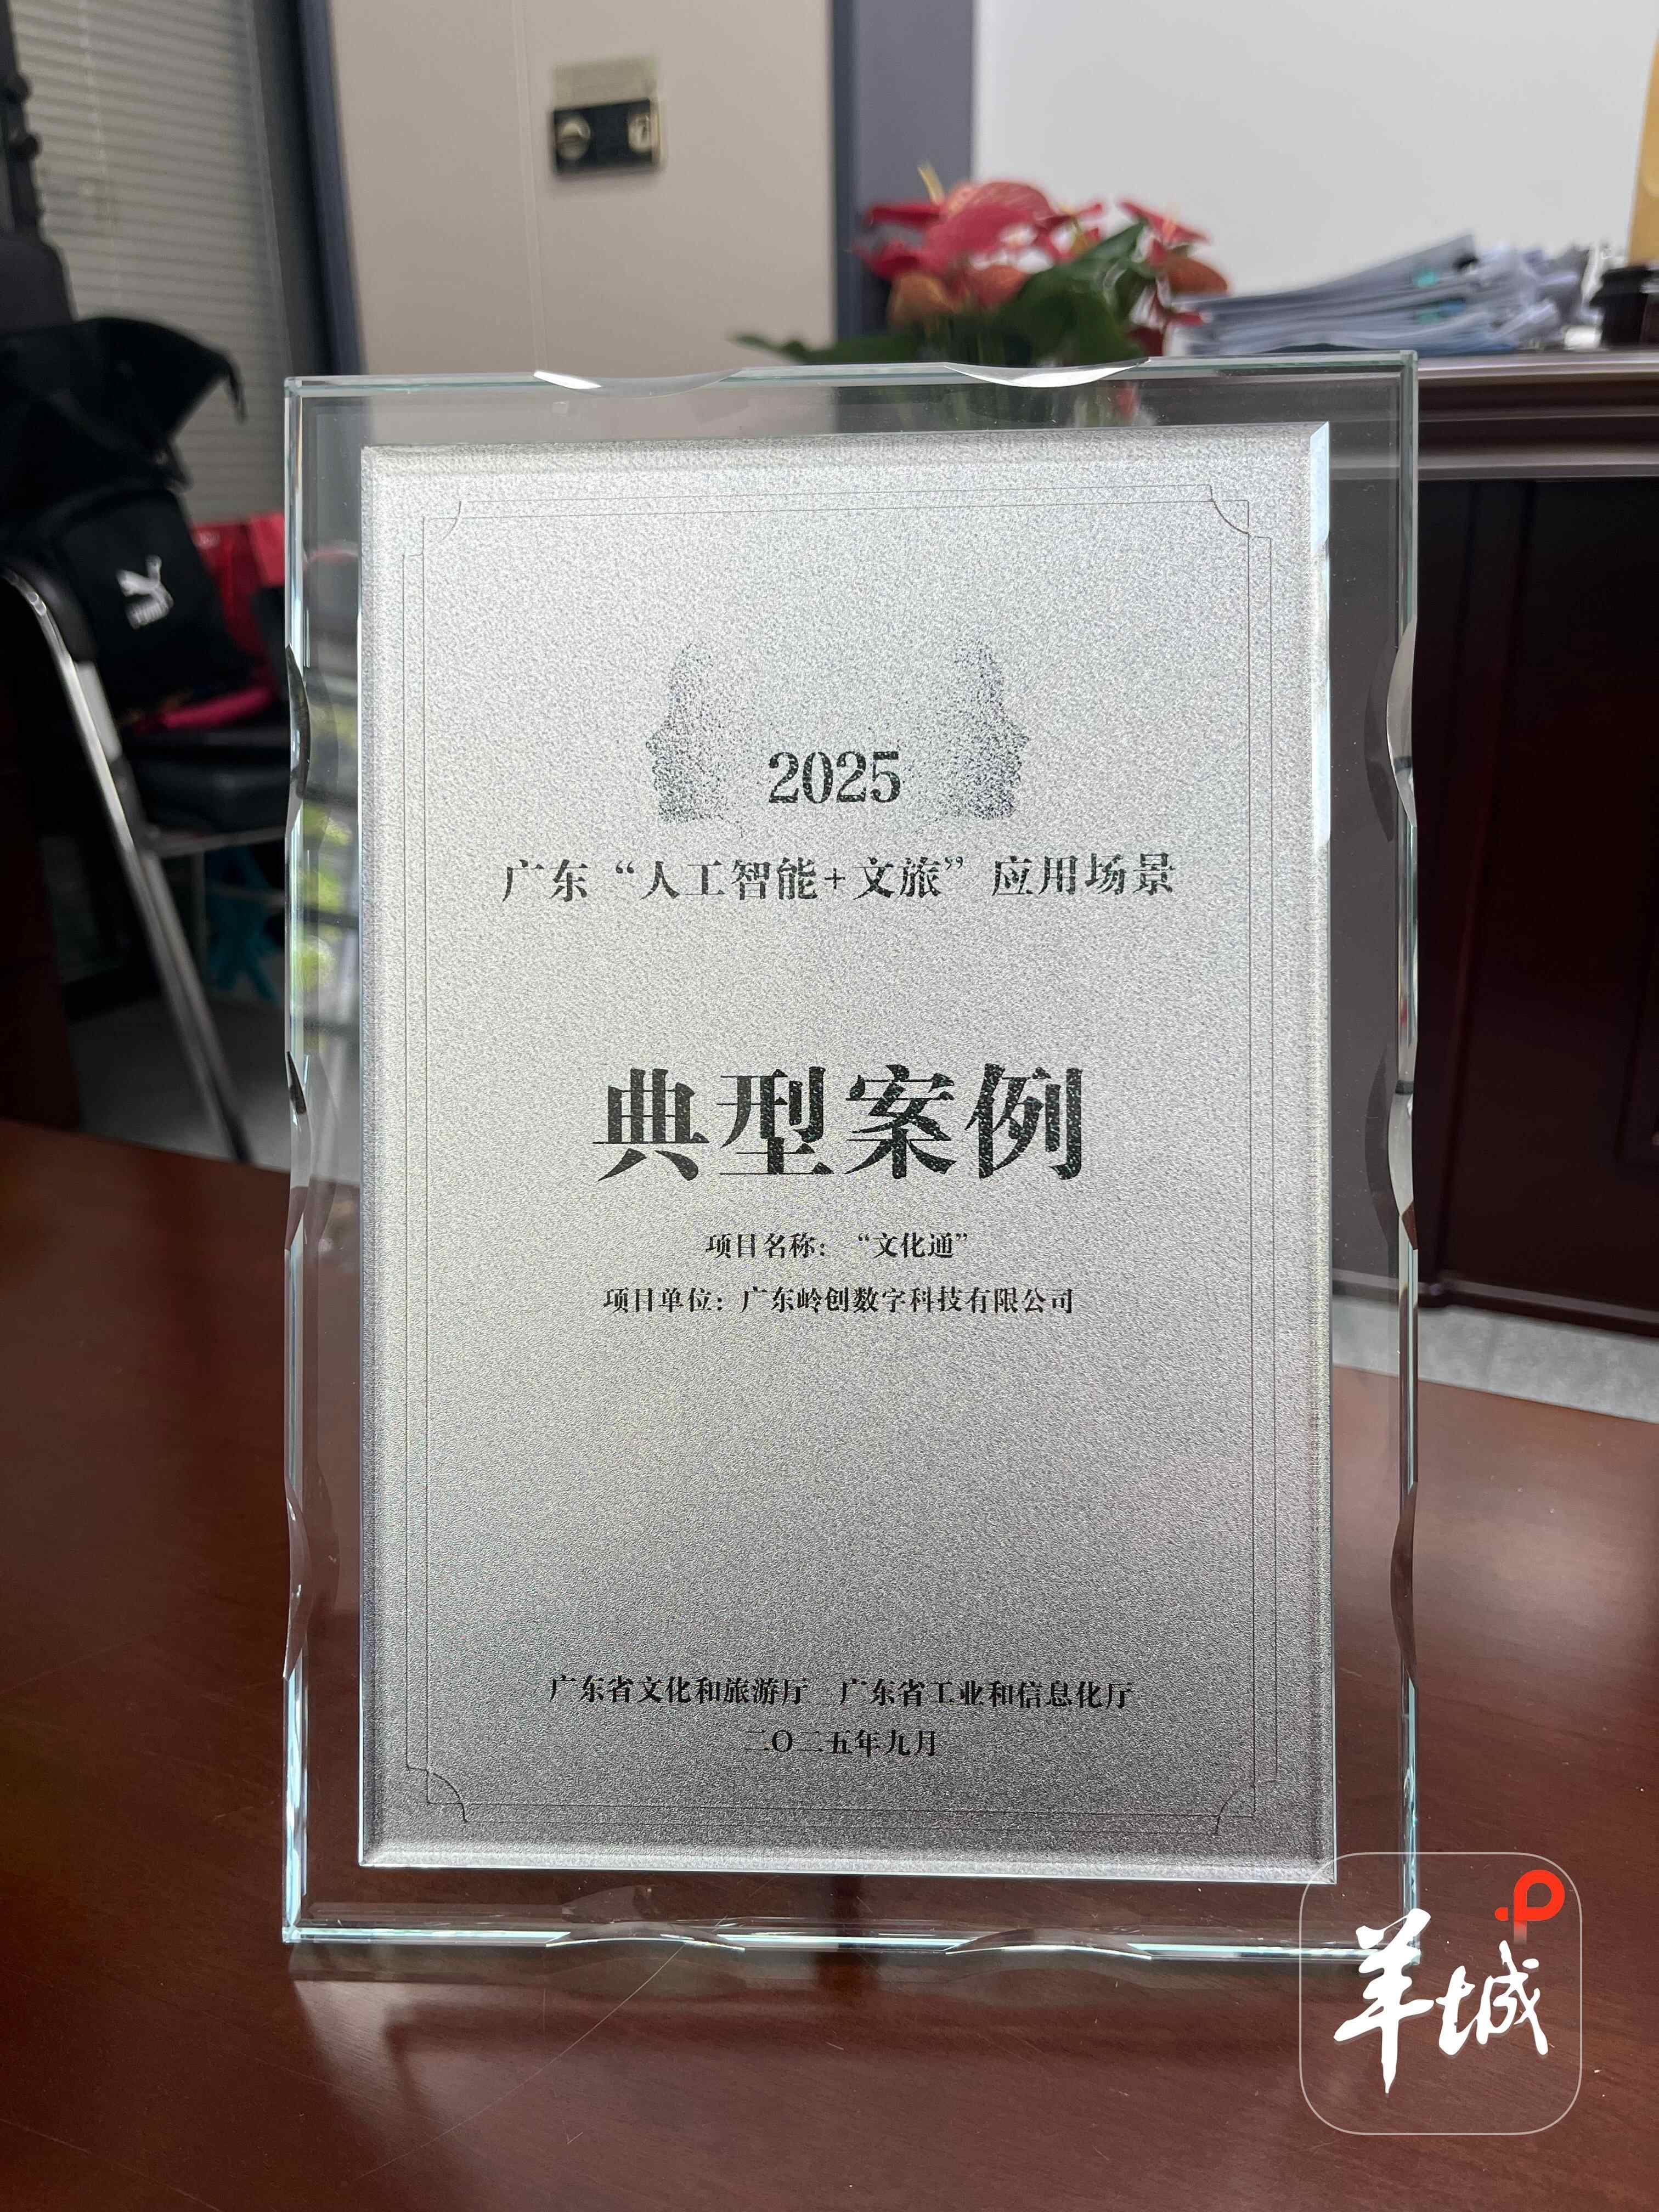 2025
广东“人工智能+文旅”应用场景
典型案例
项目名称：“文化通”
项目单位：广东岭创数字科技有限公司
广东省文化和旅游厅 广东省工业和信息化厅
二〇二五年九月
羊城